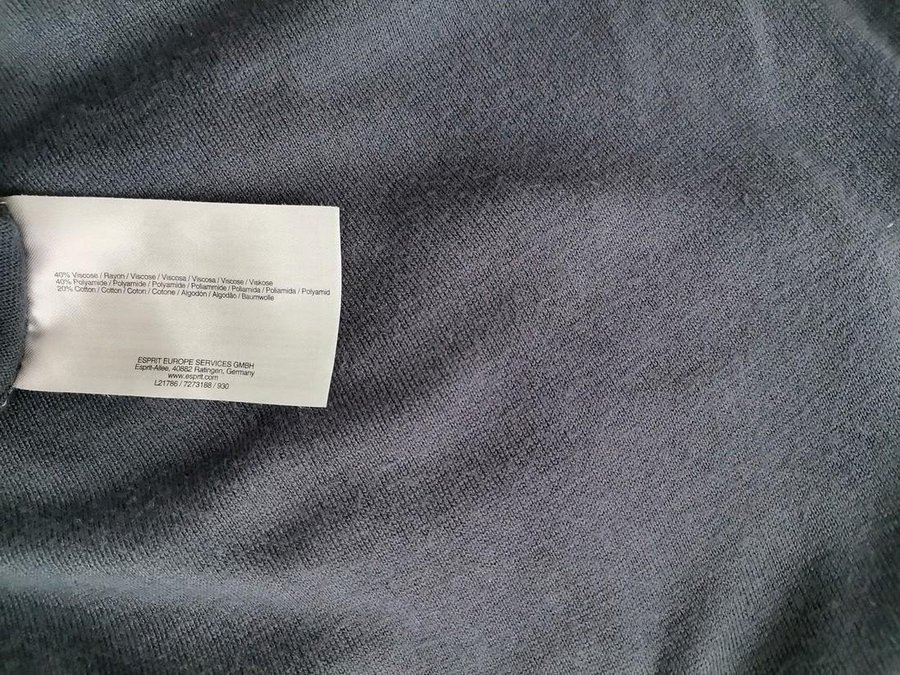 40% Viscose / Rayon / Viscose / Viscosa / Viscosa / Viscose / Viskose
40% Polyamide / Polyamide / Polyamide / Poliammide / Poliamida / Poliamida / Polyamid
20% Cotton / Cotton / Coton / Cotone / Algodón / Algodão / Baumwolle
ESPRIT EUROPE SERVICES GMBH
Esprit-Allee, 40882 Ratingen, Germany
www.esprit.com
L21786 / 7273188 / 930